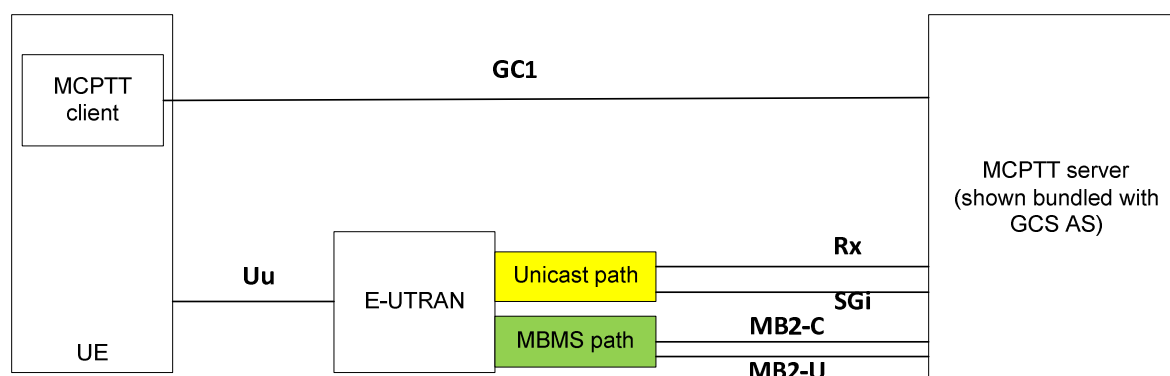 GC1
MCPTT
client
MCPTT server
(shown bundled with
GCS AS)
Uu
E-UTRAN
Unicast path
Rx
SGi
MBMS path
MB2-C
MB2-U
UE